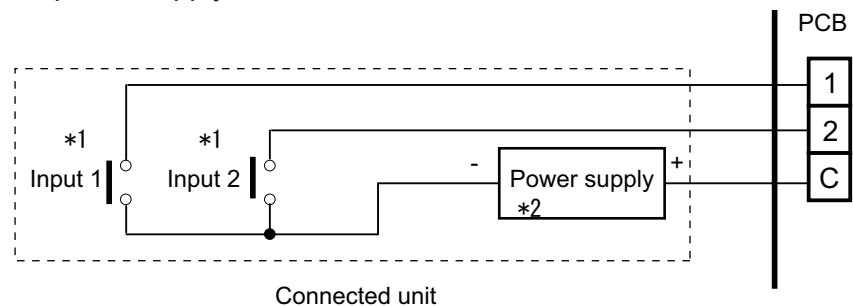 PCB
1
*1 *1 2
Input 1 Input 2 - Power supply + C
*2
Connected unit